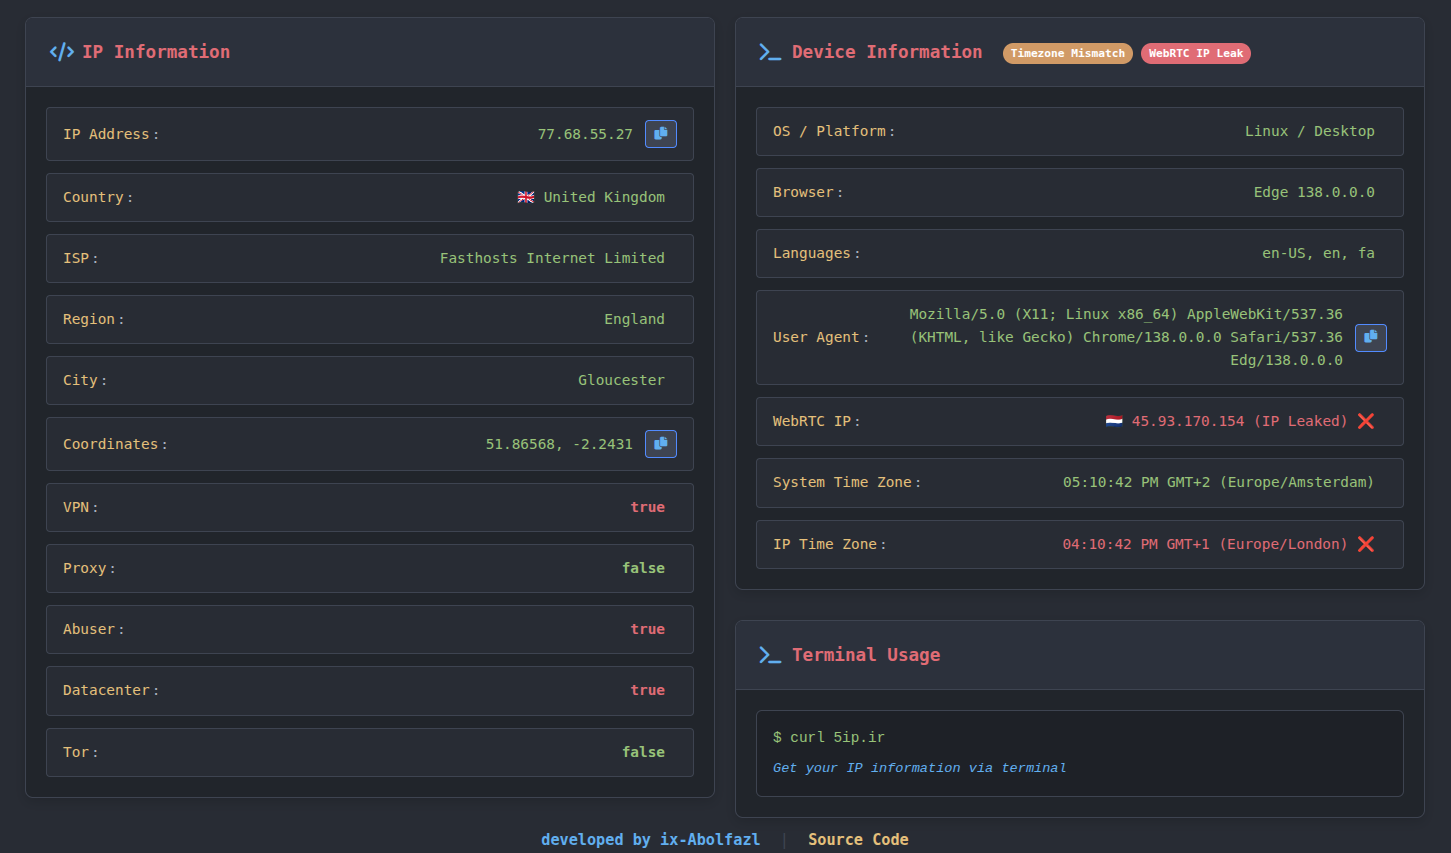 </> IP Information
IP Address:
77.68.55.27
Country:
United Kingdom
ISP:
Fasthosts Internet Limited
Region:
England
City:
Gloucester
Coordinates:
51.86568, -2.2431
VPN:
true
Proxy:
false
Abuser:
true
Datacenter:
true
Tor:
false
Device Information
Timezone Mismatch
WebRTC IP Leak
OS / Platform:
Linux / Desktop
Browser:
Edge 138.0.0.0
Languages:
en-US, en, fa
User Agent:
Mozilla/5.0 (X11; Linux x86_64) AppleWebKit/537.36
(KHTML, like Gecko) Chrome/138.0.0.0 Safari/537.36
Edg/138.0.0.0
WebRTC IP:
45.93.170.154 (IP Leaked) ❌
System Time Zone:
05:10:42 PM GMT+2 (Europe/Amsterdam)
IP Time Zone:
04:10:42 PM GMT+1 (Europe/London) ❌
Terminal Usage
$ curl 5ip.ir
Get your IP information via terminal
developed by ix-Abolfazl | Source Code